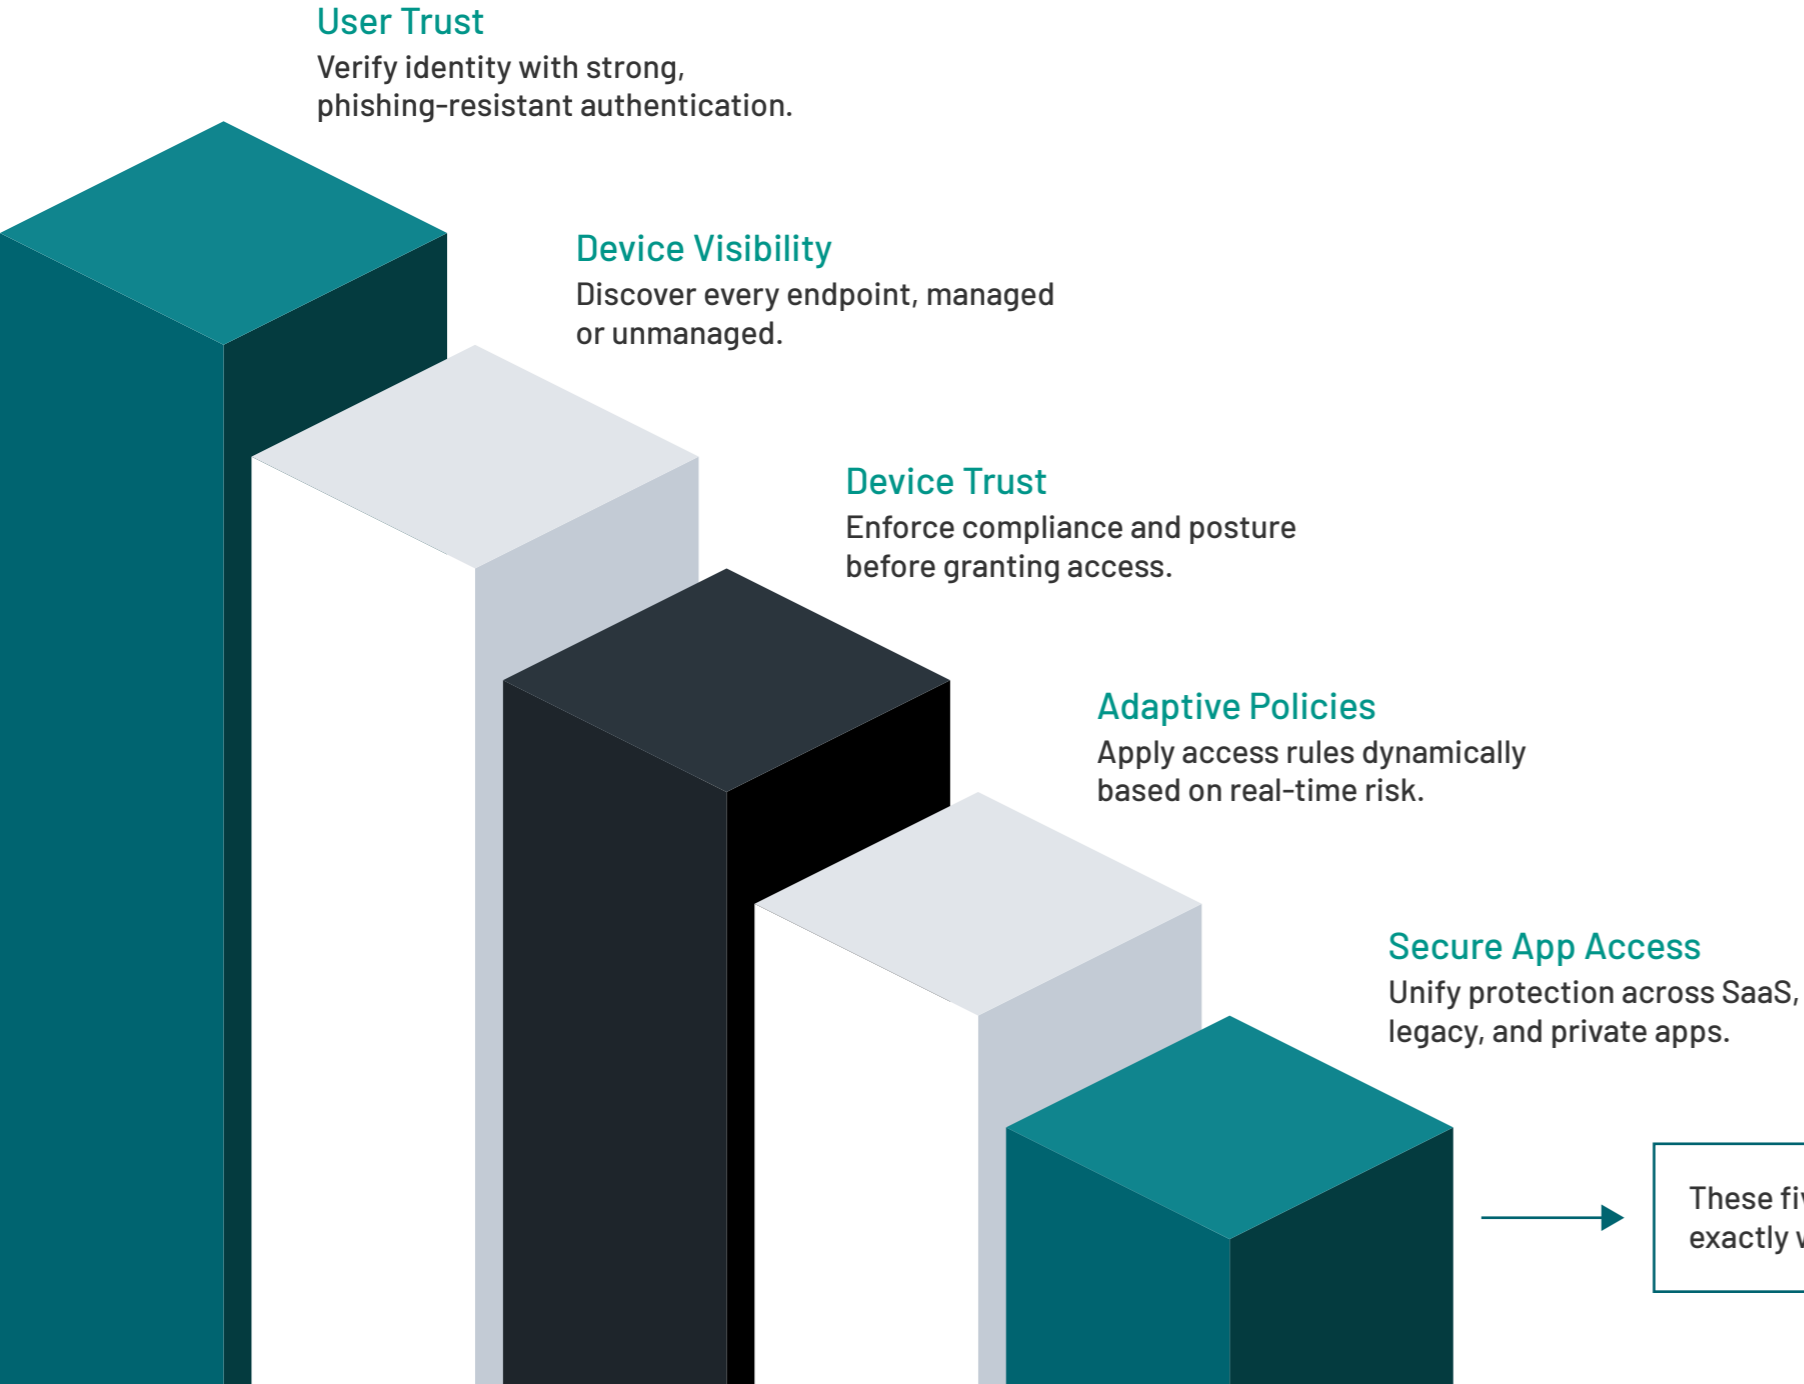 User Trust
Verify identity with strong,
phishing-resistant authentication.
Device Visibility
Discover every endpoint, managed
or unmanaged.
Device Trust
Enforce compliance and posture
before granting access.
Adaptive Policies
Apply access rules dynamically
based on real-time risk.
Secure App Access
Unify protection across SaaS,
legacy, and private apps.
These
exactly